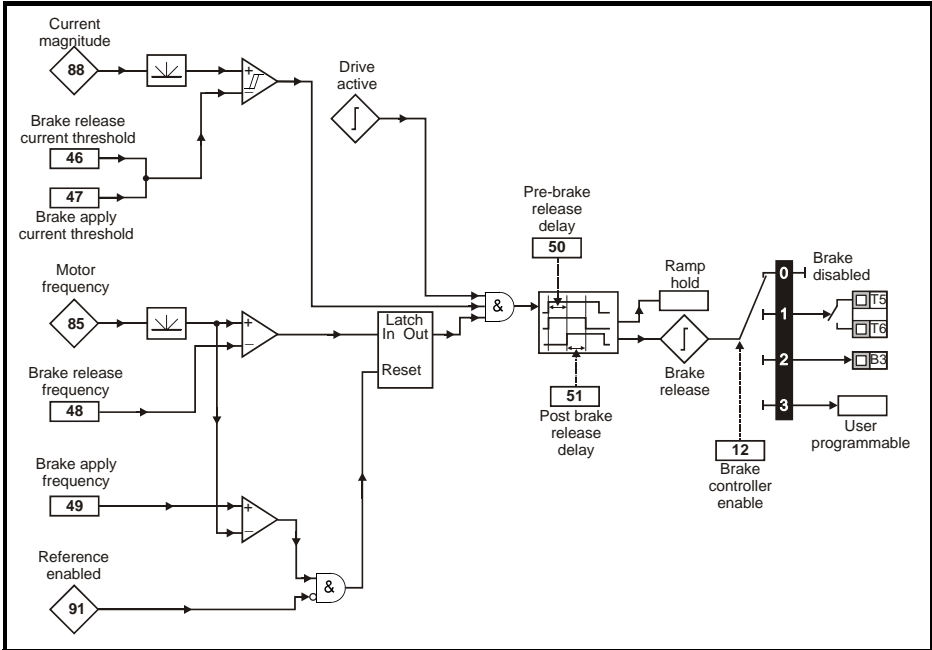 Current
magnitude
88
Drive
active
Brake release
current threshold
46
47
Brake apply
current threshold
Pre-brake
release
delay
50
Motor
frequency
85
Latch
In Out
Reset
&
Ramp
hold
Brake
release
0
Brake
disabled
1
T5
T6
2
B3
3
User
programmable
Brake release
frequency
48
51
Post brake
release
delay
12
Brake
controller
enable
Brake apply
frequency
49
Reference
enabled
91
&
+
−
+
−
+
−